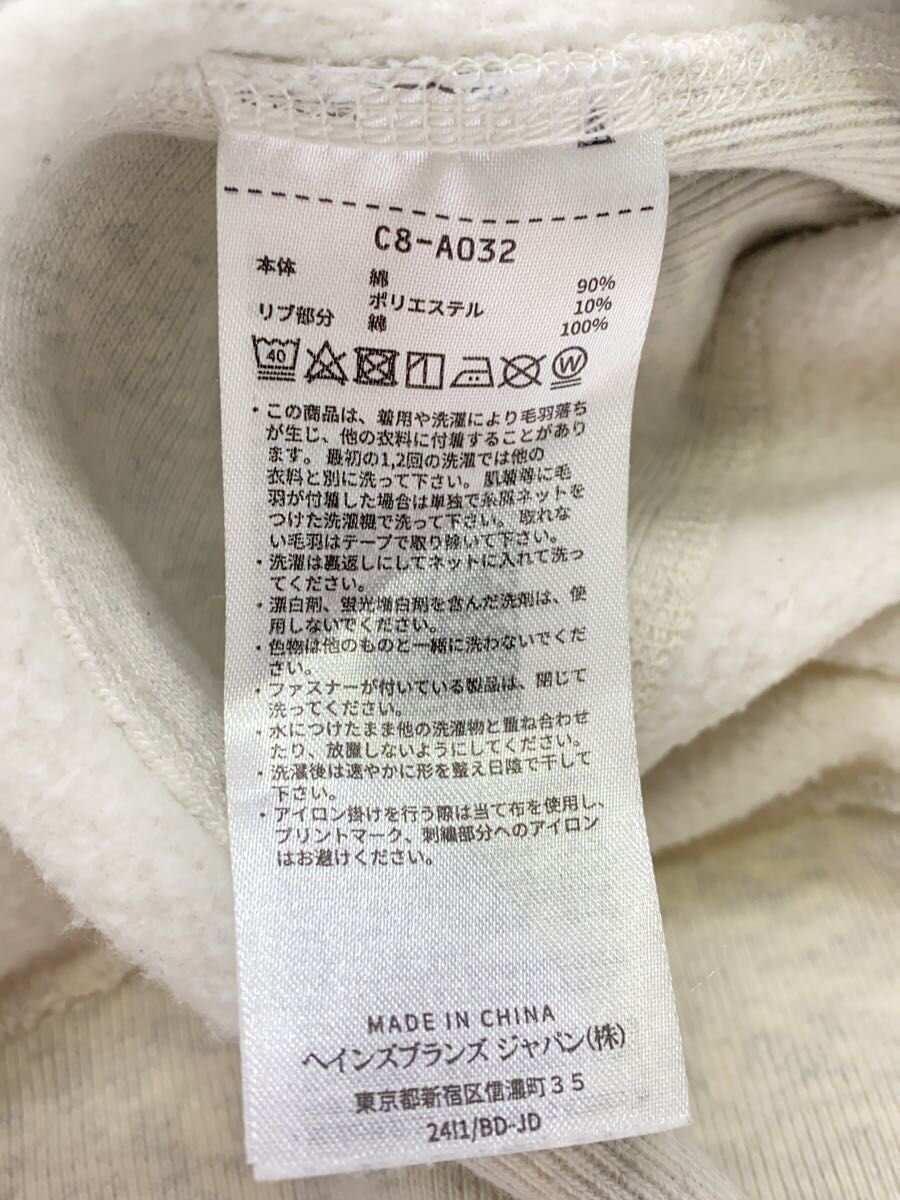 C8-A032
本体 綿 90%
ポリエステル 10%
リブ部分 綿 100%
40
W
・この商品は、着用や洗濯により毛羽落ち
が生じ、他の衣料に付着することがあり
ます。最初の1,2回の洗濯では他の
衣料と別に洗って下さい。肌着等に毛
羽が付着した場合は単独で糸屑ネットを
つけた洗濯機で洗って下さい。取れな
い毛羽はテープで取り除いて下さい。
・洗濯は裏返しにしてネットに入れて洗っ
てください。
・漂白剤、蛍光増白剤を含んだ洗剤は、使
用しないでください。
・色物は他のものと一緒に洗わないでくだ
さい。
・ファスナーが付いている製品は、閉じて
洗ってください。
・水につけたまま他の洗濯物と重ね合わせ
たり、放置しないようにしてください。
・洗濯後は速やかに形を整え日陰で干して
下さい。
・アイロン掛けを行う際は当て布を使用し、
プリントマーク、刺繍部分へのアイロン
はお避けください。
MADE IN CHINA
ヘインズブランズ ジャパン(株)
東京都新宿区信濃町35
2411/BD-JD